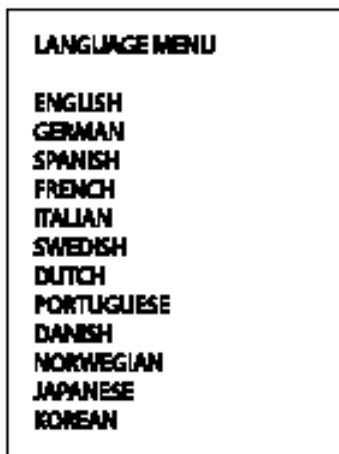 LANGUAGE MENU
ENGLISH
GERMAN
SPANISH
FRENCH
ITALIAN
SWEDISH
DUTCH
PORTUGUESE
DANISH
NORWEGIAN
JAPANESE
KOREAN